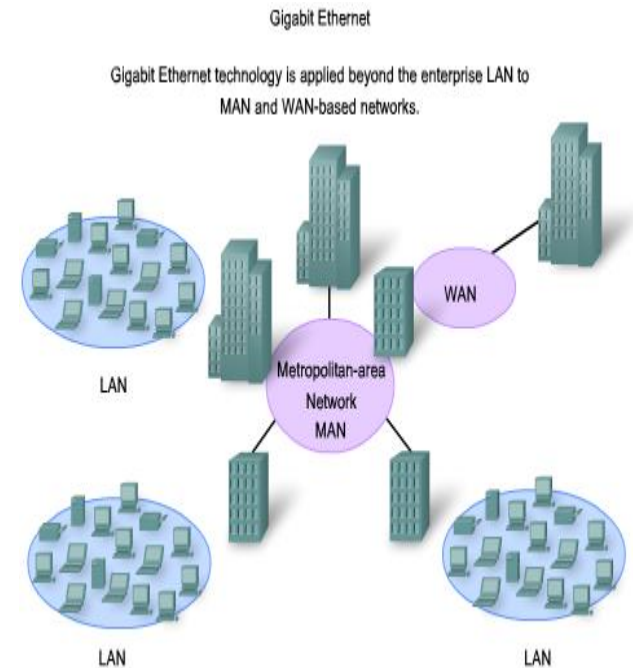 Gigabit Ethernet
Gigabit Ethernet technology is applied beyond the enterprise LAN to
MAN and WAN-based networks.
WAN
LAN
Metropolitan-area
Network
MAN
LAN
LAN